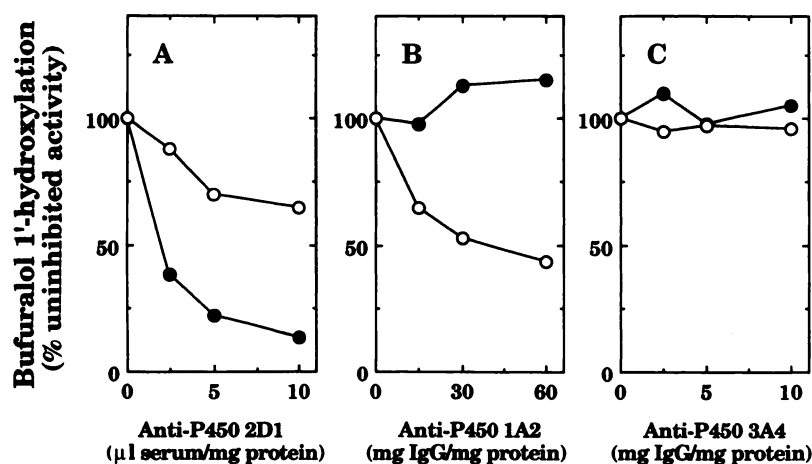 Bufuralol 1'-hydroxylation
(% uninhibited activity)
A
100
50
0
0 5 10
Anti-P450 2D1
(μl serum/mg protein)
B
100
50
0
0 30 60
Anti-P450 1A2
(mg IgG/mg protein)
C
100
50
0
0 5 10
Anti-P450 3A4
(mg IgG/mg protein)